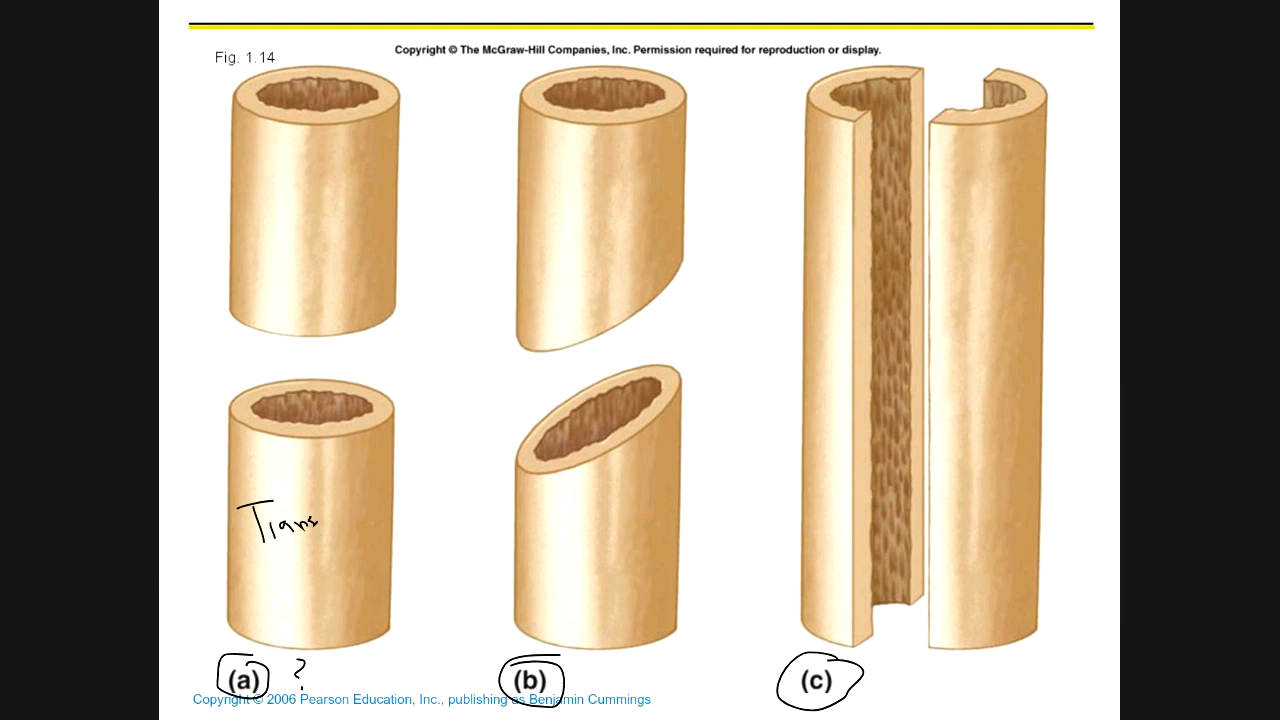 Copyright © The McGraw-Hill Companies, Inc. Permission required for reproduction or display.
Fig. 1.14
Trans
(a) ?
(b)
(c)
Copyright © 2006 Pearson Education, Inc., publishing as Benjamin Cummings